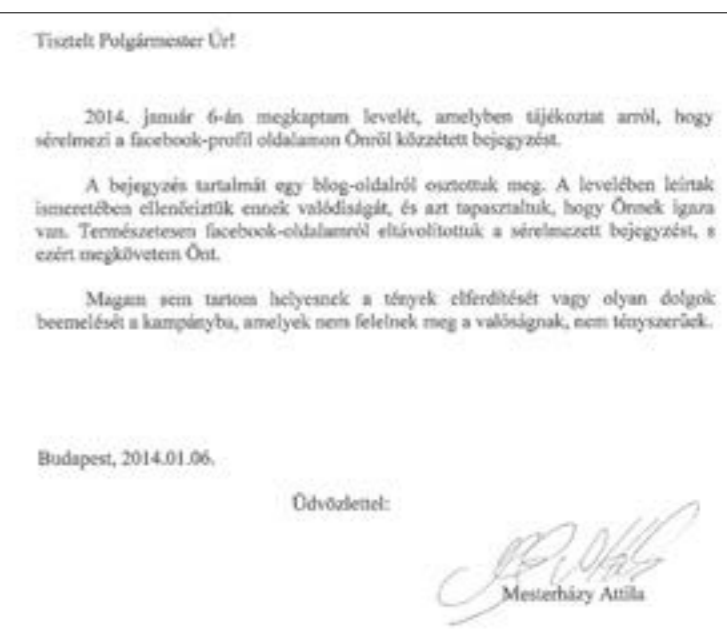 Tisztelt Polgármester Úr!
2014. január 6-án megkaptam levelét, amelyben tájékoztat arról, hogy
sérelmezi a facebook-profil oldalamon Önről közzétett bejegyzést.
A bejegyzés tartalmát egy blog-oldalról osztottuk meg. A levelében leírtak
ismeretében ellenőriztük ennek valódiságát, és azt tapasztaltuk, hogy Önnek igaza
van. Természetesen facebook-oldalamról eltávolítottuk a sérelmezett bejegyzést, s
ezért megkövetem Önt.
Magam sem tartom helyesnek a tények elferdítését vagy olyan dolgok
beemelését a kampányba, amelyek nem felelnek meg a valóságnak, nem tényszerűek.
Budapest, 2014.01.06.
Üdvözlettel:
Mesterházy Attila